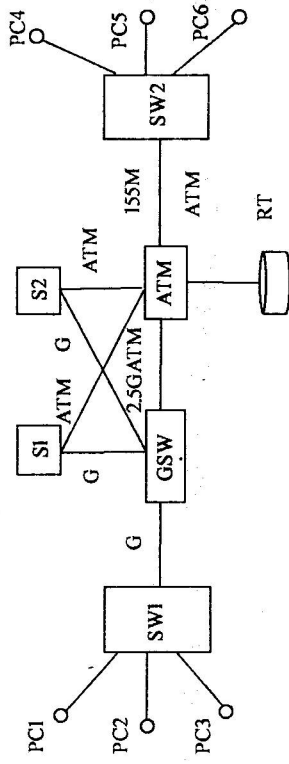 PC1
PC2
PC3
SW1
G
GSW
G
S1
ATM
2.5GATM
G
S2
ATM
ATM
RT
155M
ATM
SW2
PC4
PC5
PC6